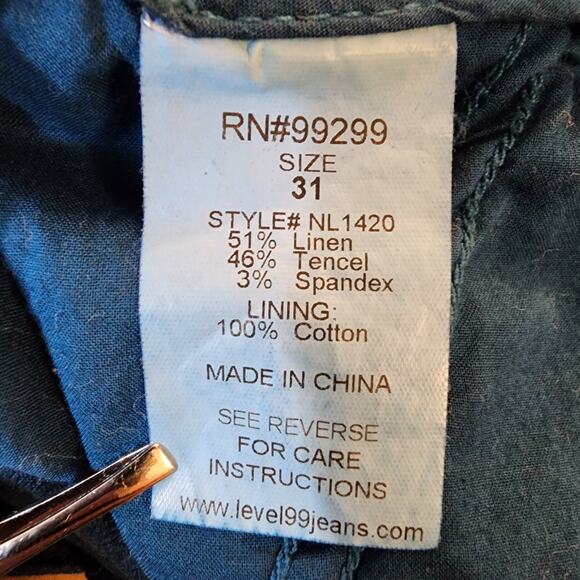 RN#99299
SIZE
31
STYLE# NL1420
51% Linen
46% Tencel
3% Spandex
LINING:
100% Cotton
MADE IN CHINA
SEE REVERSE
FOR CARE
INSTRUCTIONS
www.level99jeans.com